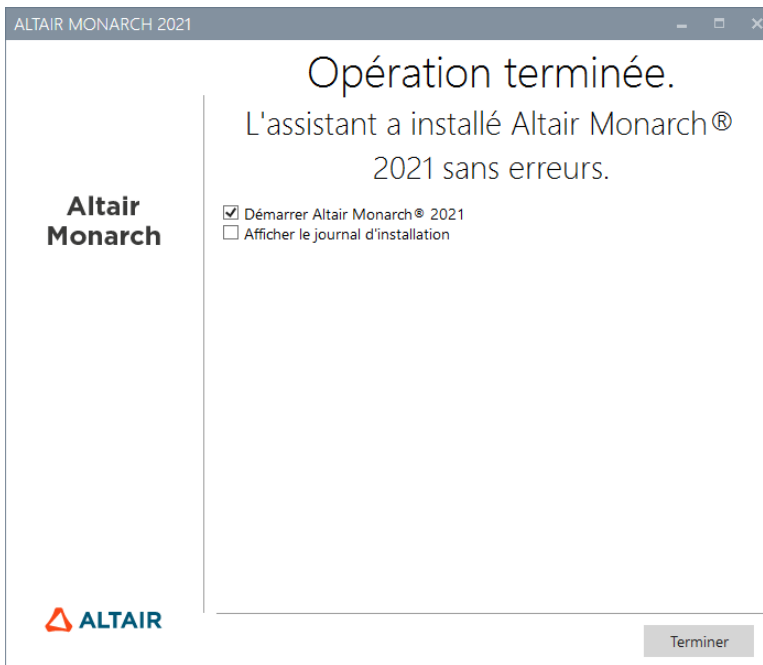 ALTAIR MONARCH 2021
Opération terminée.
L'assistant a installé Altair Monarch®
2021 sans erreurs.
Altair
Monarch
Démarrer Altair Monarch® 2021
Afficher le journal d'installation
ALTAIR
Terminer